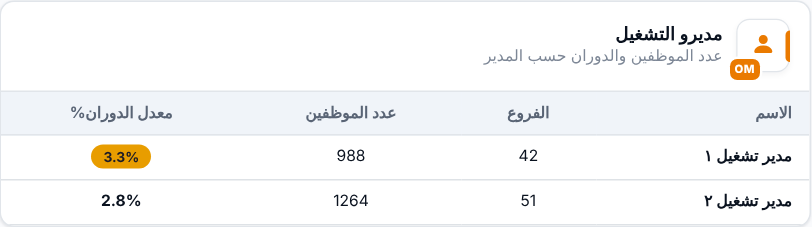 مديرو التشغيل
عدد الموظفين والدوران حسب المدير
OM
الاسم الفروع عدد الموظفين معدل الدوران%
مدير تشغيل ١ 42 988 3.3%
مدير تشغيل ٢ 51 1264 2.8%